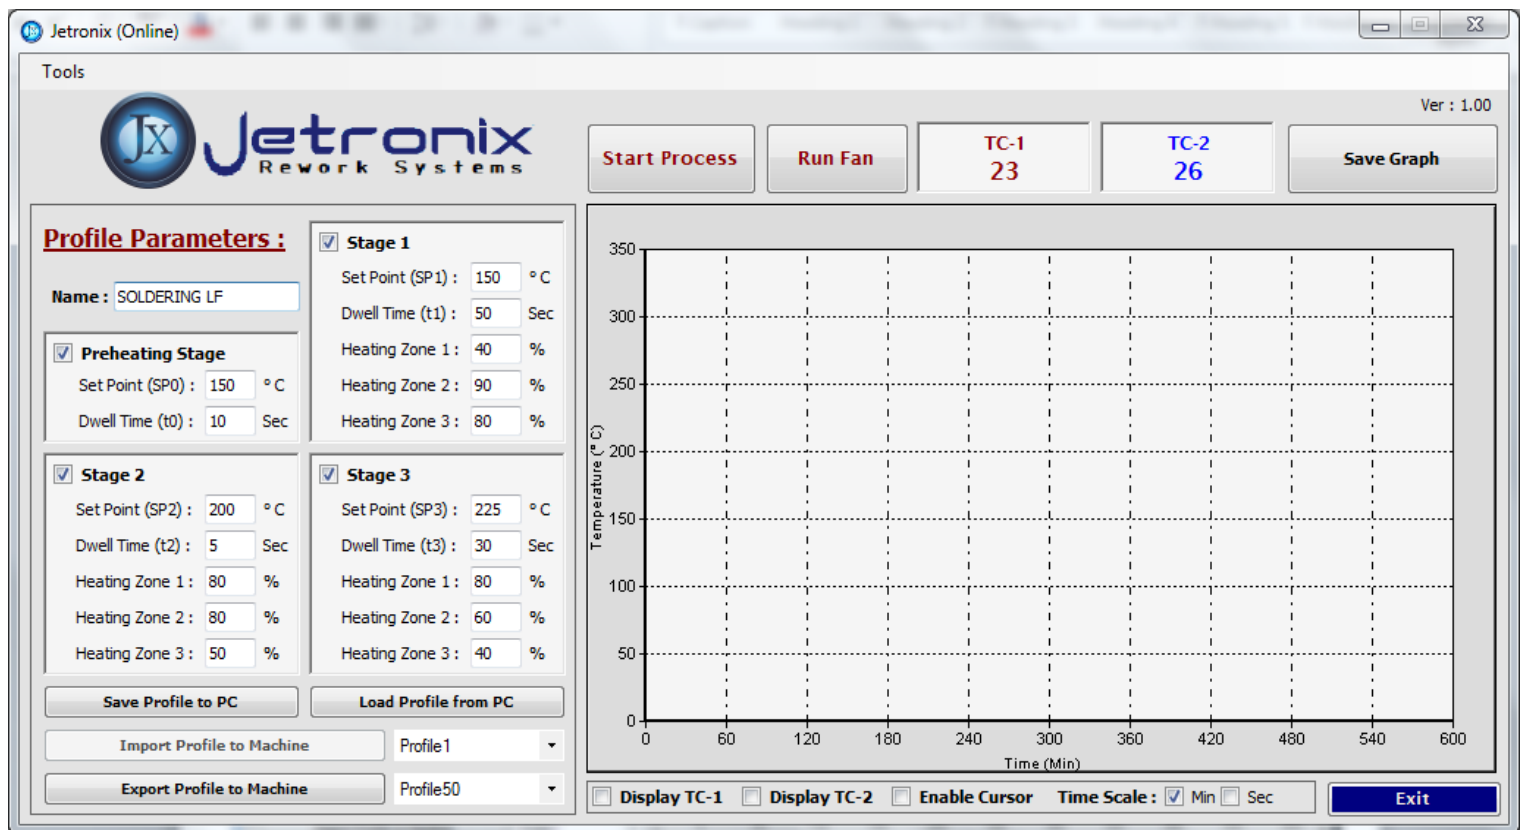 Jetronix (Online)
Tools
Ver : 1.00
JX Jetronix
Rework Systems
Start Process
Run Fan
TC-1
23
TC-2
26
Save Graph
Profile Parameters :
Name : SOLDERING LF
Preheating Stage
Set Point (SP0) : 150 ° C
Dwell Time (t0) : 10 Sec
Stage 1
Set Point (SP1) : 150 ° C
Dwell Time (t1) : 50 Sec
Heating Zone 1 : 40 %
Heating Zone 2 : 90 %
Heating Zone 3 : 80 %
Stage 2
Set Point (SP2) : 200 ° C
Dwell Time (t2) : 5 Sec
Heating Zone 1 : 80 %
Heating Zone 2 : 80 %
Heating Zone 3 : 50 %
Stage 3
Set Point (SP3) : 225 ° C
Dwell Time (t3) : 30 Sec
Heating Zone 1 : 80 %
Heating Zone 2 : 60 %
Heating Zone 3 : 40 %
Save Profile to PC
Load Profile from PC
Import Profile to Machine
Profile1
Export Profile to Machine
Profile50
350
300
250
200
150
100
50
0
Temperature (° C)
0 60 120 180 240 300 360 420 480 540 600
Time (Min)
Display TC-1 Display TC-2 Enable Cursor Time Scale : Min Sec
Exit